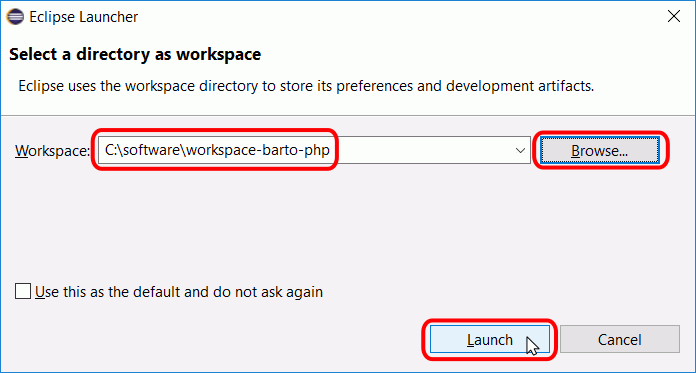 Eclipse Launcher
Select a directory as workspace
Eclipse uses the workspace directory to store its preferences and development artifacts.
Workspace: C:\software\workspace-barto-php Browse...
Use this as the default and do not ask again
Launch Cancel